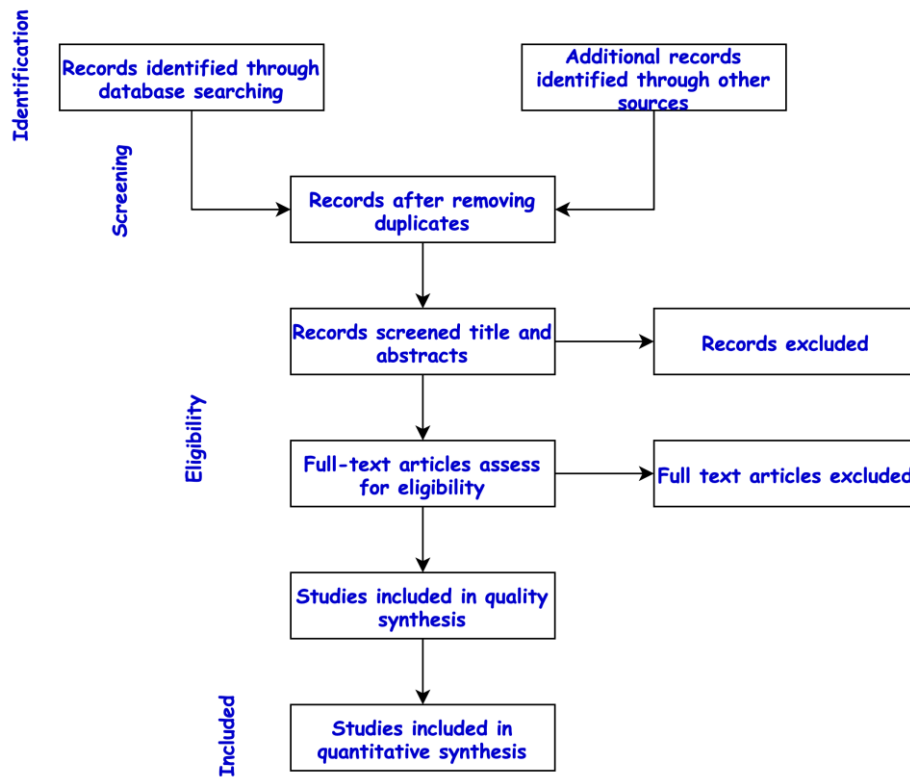 Identification
Records identified through
database searching
Additional records
identified through other
sources
Screening
Records after removing
duplicates
Records screened title and
abstracts
Records excluded
Eligibility
Full-text articles assess
for eligibility
Full text articles excluded
Studies included in quality
synthesis
Included
Studies included in
quantitative synthesis